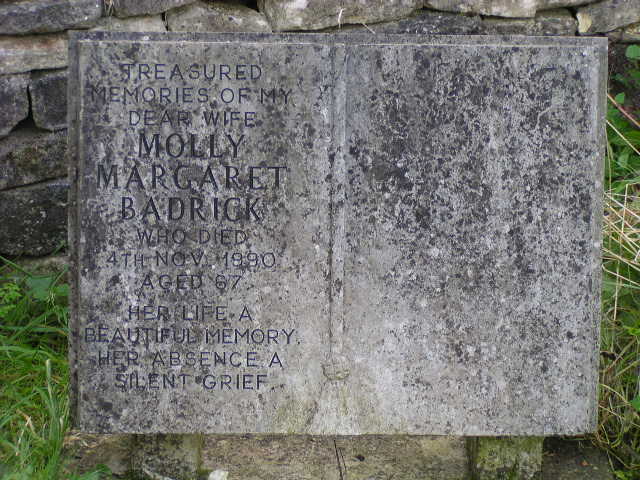 TREASURED
MEMORIES OF MY
DEAR WIFE
MOLLY
MARGARET
BADRICK
WHO DIED
4TH NOV. 1990
AGED 67.
HER LIFE A
BEAUTIFUL MEMORY,
HER ABSENCE A
SILENT GRIEF.